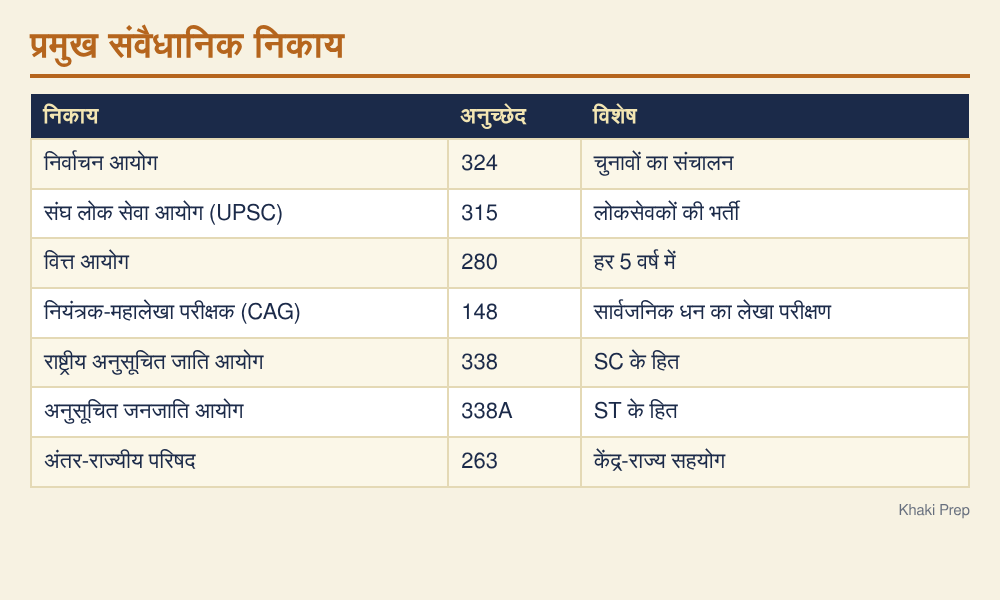 प्रमुख संवैधानिक निकाय
निकाय अनुच्छेद विशेष
निर्वाचन आयोग 324 चुनावों का संचालन
संघ लोक सेवा आयोग (UPSC) 315 लोकसेवकों की भर्ती
वित्त आयोग 280 हर 5 वर्ष में
नियंत्रक-महालेखा परीक्षक (CAG) 148 सार्वजनिक धन का लेखा परीक्षण
राष्ट्रीय अनुसूचित जाति आयोग 338 SC के हित
अनुसूचित जनजाति आयोग 338A ST के हित
अंतर-राज्यीय परिषद 263 केंद्र-राज्य सहयोग
Khaki Prep